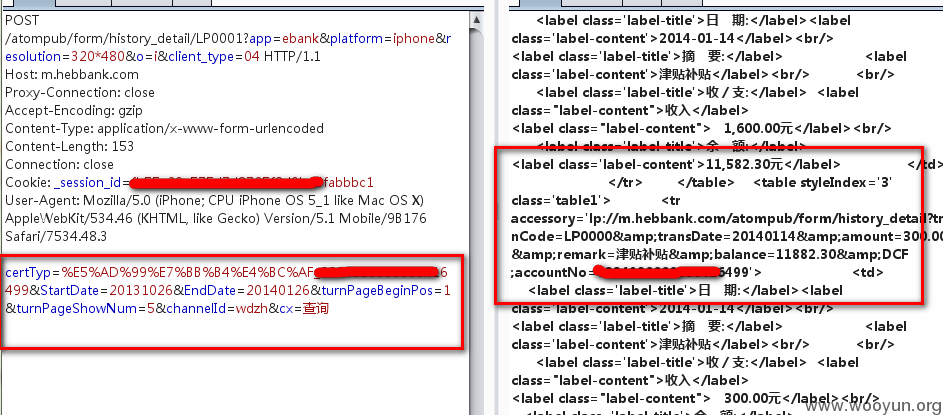 POST
/atompub/form/history_detail/LP0001?app=ebank&platform=iphone&r
esolution=320*480&o=i&client_type=04 HTTP/1.1
Host: m.hebbank.com
Proxy-Connection: close
Accept-Encoding: gzip
Content-Type: application/x-www-form-urlencoded
Content-Length: 153
Connection: close
Cookie: _session_id= fabbbc1
User-Agent: Mozilla/5.0 (iPhone; CPU iPhone OS 5_1 like Mac OS X)
AppleWebKit/534.46 (KHTML, like Gecko) Version/5.1 Mobile/9B176
Safari/7534.48.3
certTyp=%E5%AD%99%E7%BB%B4%E4%BC%AF 6
499&StartDate=20131026&EndDate=20140126&turnPageBeginPos=1
&turnPageShowNum=5&channelId=wdzh&cx=查询
<label class='label-title'>日 期:</label><label
class='label-content'>2014-01-14</label><br/>
<label class='label-title'>摘 要:</label> <label
class='label-content'>津贴补贴</label><br/> <br/>
<label class='label-title'>收 / 支:</label> <label
class="label-content">收入</label>
<label class="label-content"> 1,600.00元</label><br/>
<label class='label-title'>余 额:</label>
<label class='label-content'>11,582.30元</label> </td>
</tr> </table> <table styleIndex='3'
class='table1'> <tr
accessory='lp://m.hebbank.com/atompub/form/history_detail?tr
nCode=LP0000&amp;transDate=20140114&amp;amount=300.00
&amp;remark=津贴补贴&amp;balance=11882.30&amp;DCF
;accountNo= 6499'> <td>
<label class='label-title'>日 期:</label><label
class='label-content'>2014-01-14</label><br/>
<label class='label-title'>摘 要:</label> <label
class='label-content'>津贴补贴</label><br/> <br/>
<label class='label-title'>收 / 支:</label> <label
class="label-content">收入</label>
<label class="label-content"> 300.00元</label><br/>
<label class='label-title'>余 额:</label>
www.wooyun.org